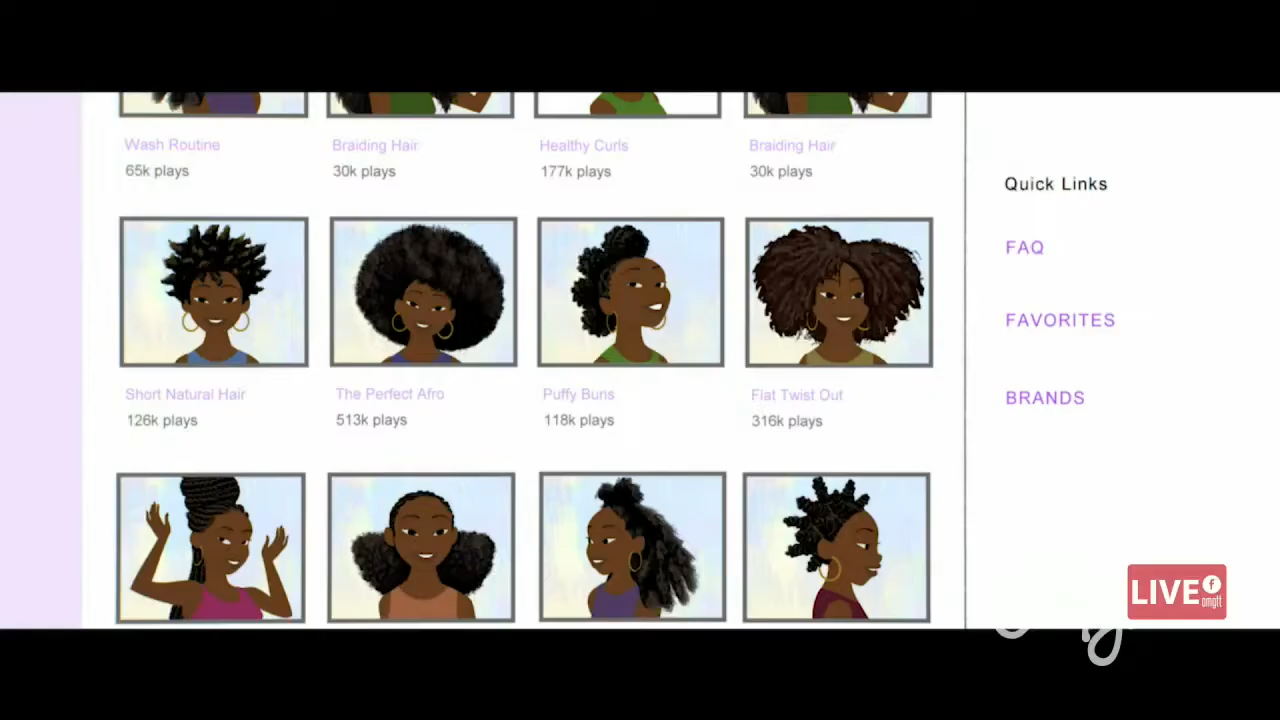 Wash Routine
65k plays
Braiding Hair
30k plays
Healthy Curls
177k plays
Braiding Hair
30k plays
Short Natural Hair
126k plays
The Perfect Afro
513k plays
Puffy Buns
118k plays
Flat Twist Out
316k plays
Quick Links
FAQ
FAVORITES
BRANDS
LIVE
omgtt